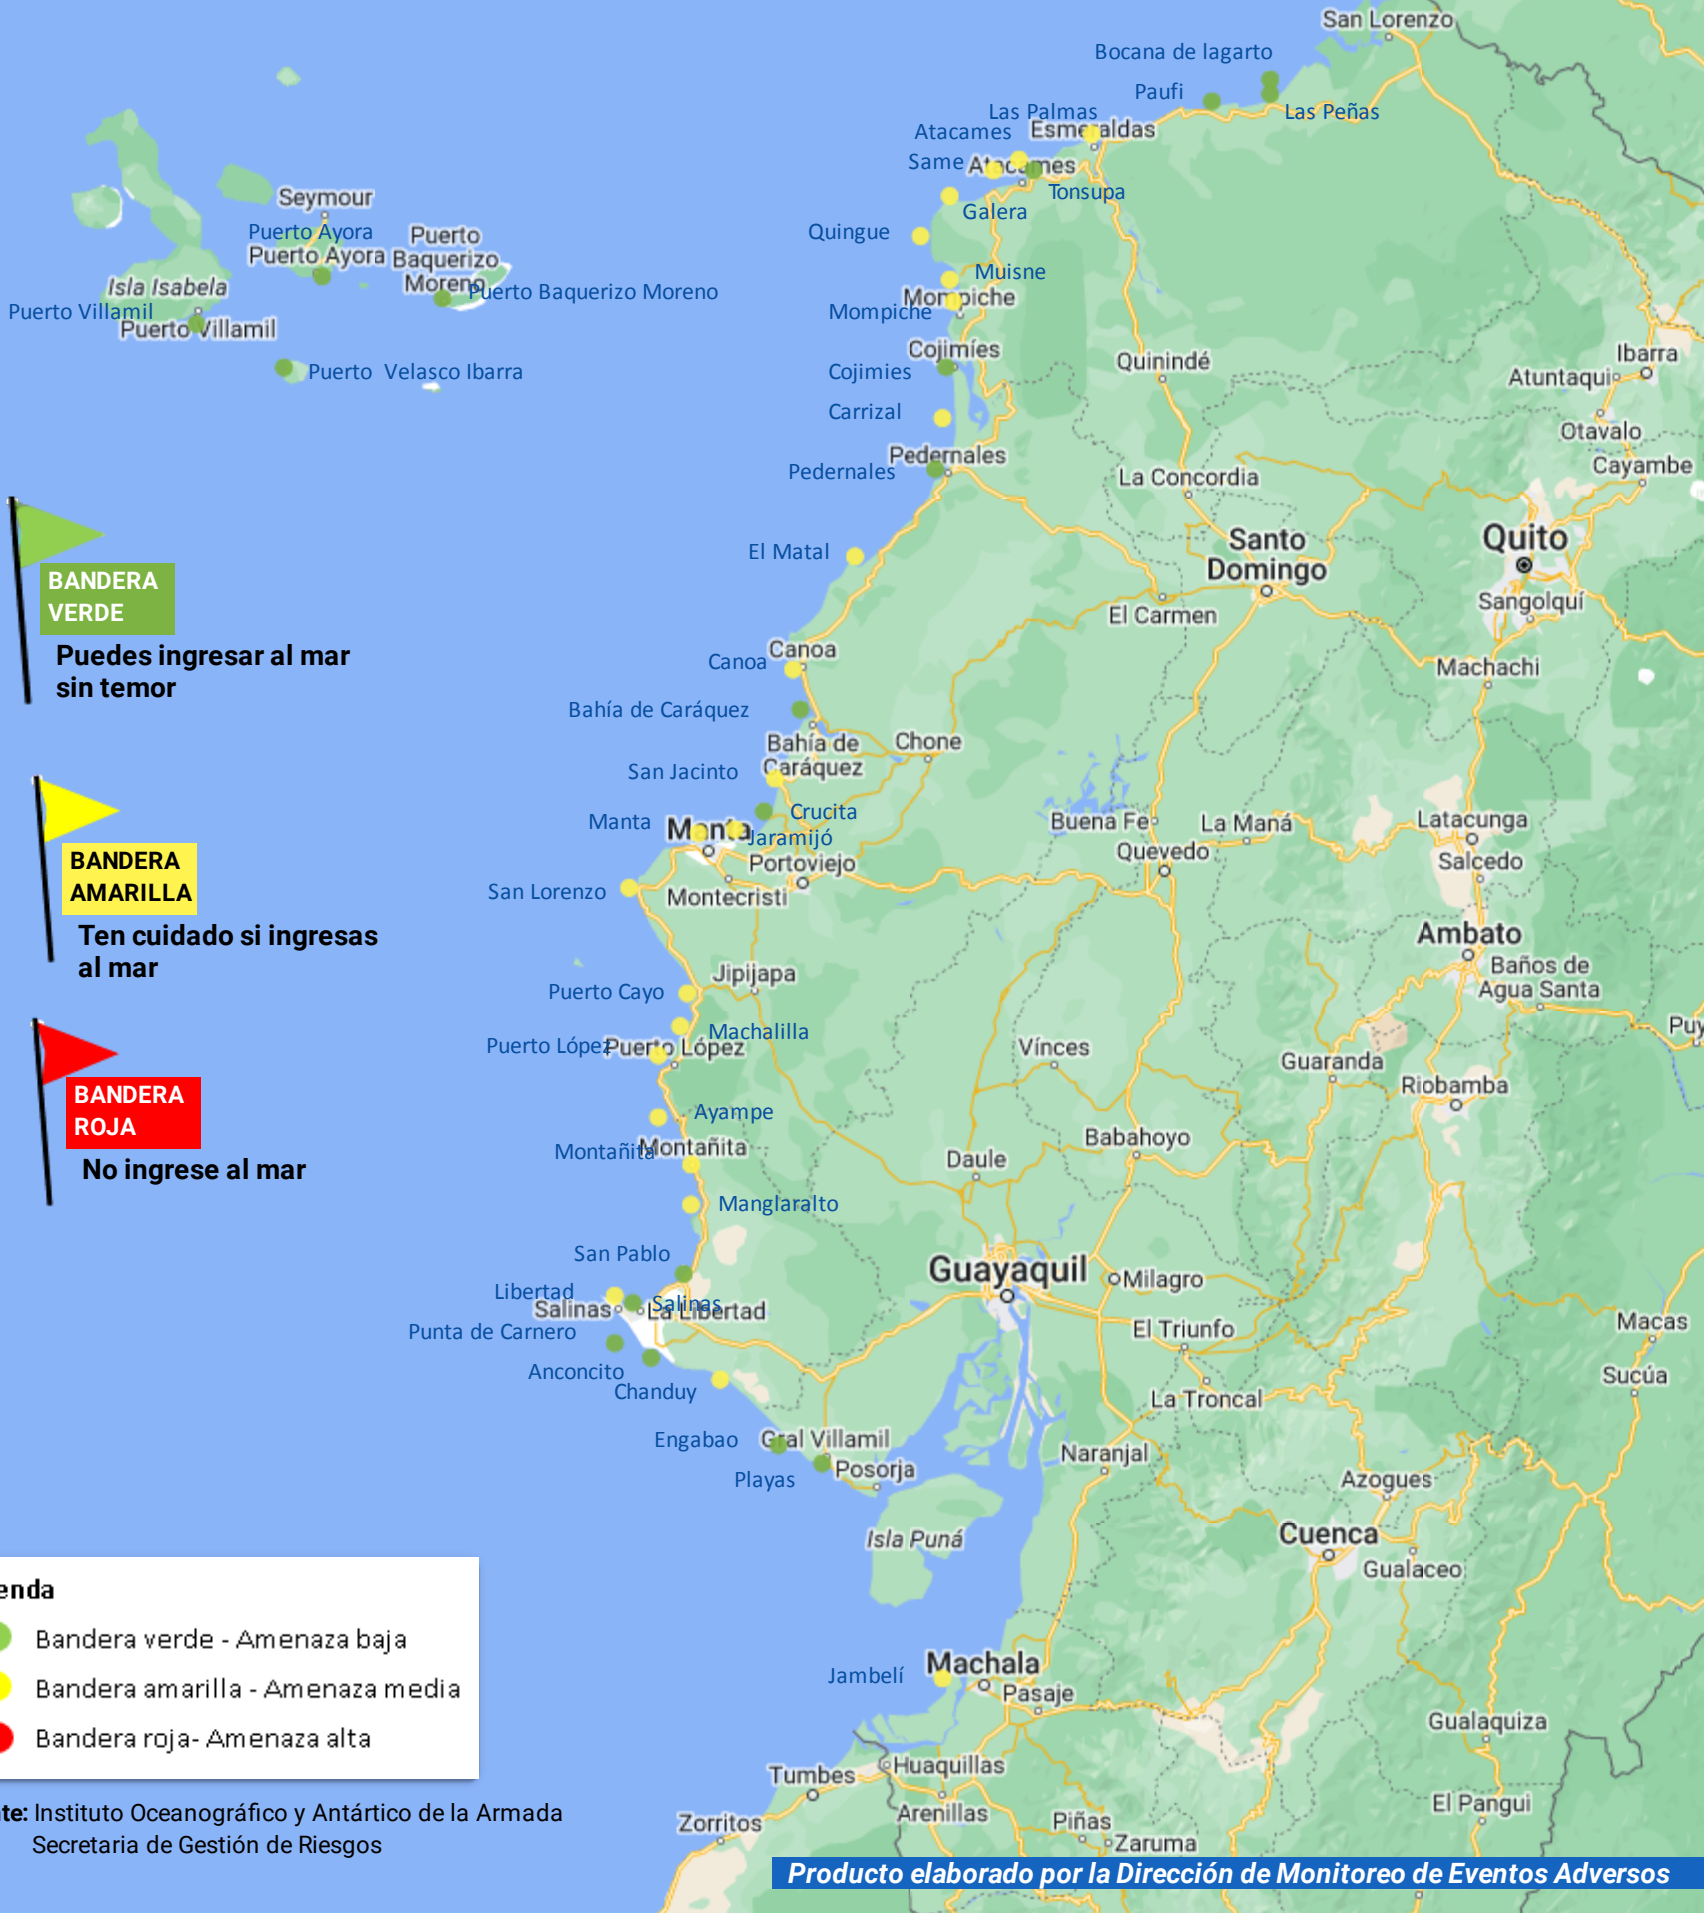 San Lorenzo
Bocana de lagarto
Paufi
Las Palmas
Las Peñas
Atacames
Esmeraldas
Same
Atacames
Tonsupa
Galera
Quingue
Muisne
Mompiche
Mompiche
Cojimíes
Cojimies
Carrizal
Pedernales
Pedernales
El Matal
Canoa
Canoa
Bahía de Caráquez
Bahía de
Caráquez
Chone
San Jacinto
Crucita
Manta
Manta
Jaramijó
Portoviejo
Montecristi
San Lorenzo
Jipijapa
Puerto Cayo
Machalilla
Puerto López
Puerto López
Ayampe
Montañita
Montañita
Manglaralto
San Pablo
Libertad
Salinas
Salinas
La Libertad
Punta de Carnero
Anconcito
Chanduy
Engabao
Gral Villamil
Playas
Posorja
Isla Puná
Jambelí
Machala
Pasaje
Huaquillas
Tumbes
Arenillas
Zorritos
Piñas
Zaruma
Seymour
Puerto Ayora
Puerto Ayora
Puerto
Baquerizo
Moreno
Puerto Baquerizo Moreno
Isla Isabela
Puerto Villamil
Puerto Villamil
Puerto Velasco Ibarra
Quinindé
Ibarra
Atuntaqui
Otavalo
Cayambe
La Concordia
Santo
Domingo
Quito
El Carmen
Sangolquí
Machachi
Buena Fe
La Maná
Latacunga
Quevedo
Salcedo
Ambato
Baños de
Agua Santa
Puy
Vínces
Guaranda
Riobamba
Babahoyo
Daule
Guayaquil
Milagro
El Triunfo
Macas
Sucúa
La Troncal
Naranjal
Azogues
Cuenca
Gualaceo
Gualaquiza
El Pangui
BANDERA
VERDE
Puedes ingresar al mar
sin temor
BANDERA
AMARILLA
Ten cuidado si ingresas
al mar
BANDERA
ROJA
No ingrese al mar
enda
Bandera verde - Amenaza baja
Bandera amarilla - Amenaza media
Bandera roja- Amenaza alta
te: Instituto Oceanográfico y Antártico de la Armada
Secretaria de Gestión de Riesgos
Producto elaborado por la Dirección de Monitoreo de Eventos Adversos